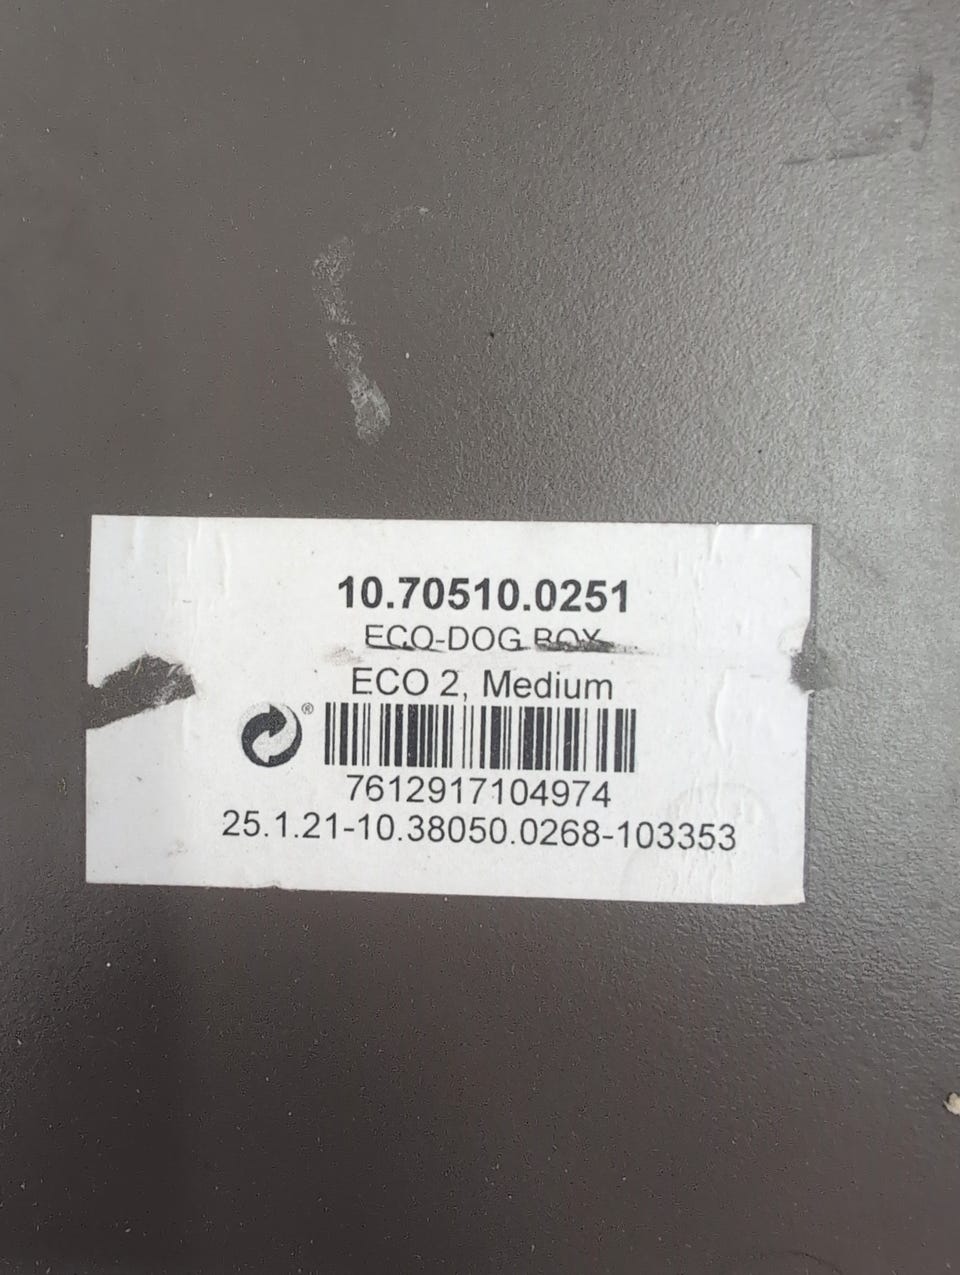 10.70510.0251
ECO-DOG BOX
ECO 2, Medium
®
7612917104974
25.1.21-10.38050.0268-103353